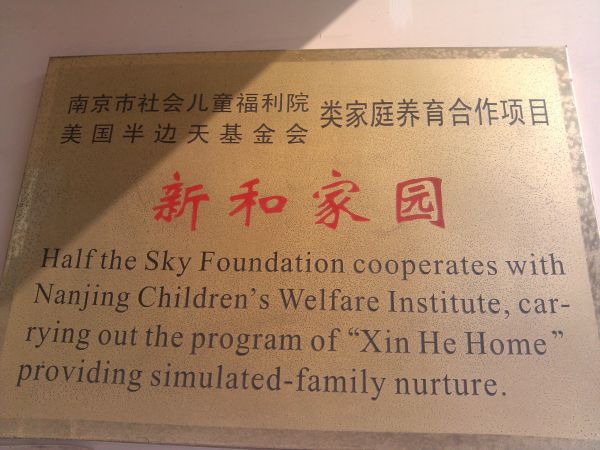 南京市社会儿童福利院
美国半边天基金会
类家庭养育合作项目
新和家园
Half the Sky Foundation cooperates with
Nanjing Children's Welfare Institute, car-
rying out the program of “Xin He Home”
providing simulated-family nurture.